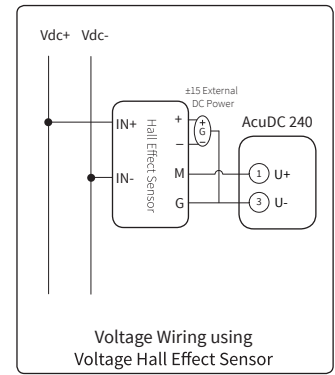 Vdc+ Vdc-
±15 External
DC Power
AcuDC 240
IN+
Hall Effect Sensor
+
+
G
−
−
IN-
M
1 U+
G
3 U-
Voltage Wiring using
Voltage Hall Effect Sensor